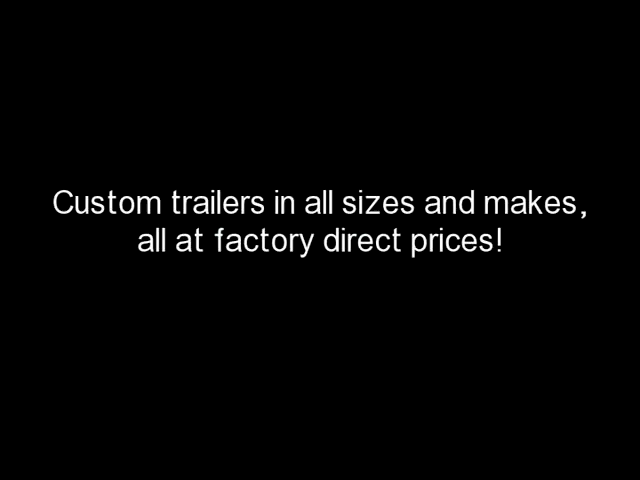 Custom trailers in all sizes and makes,
all at factory direct prices!